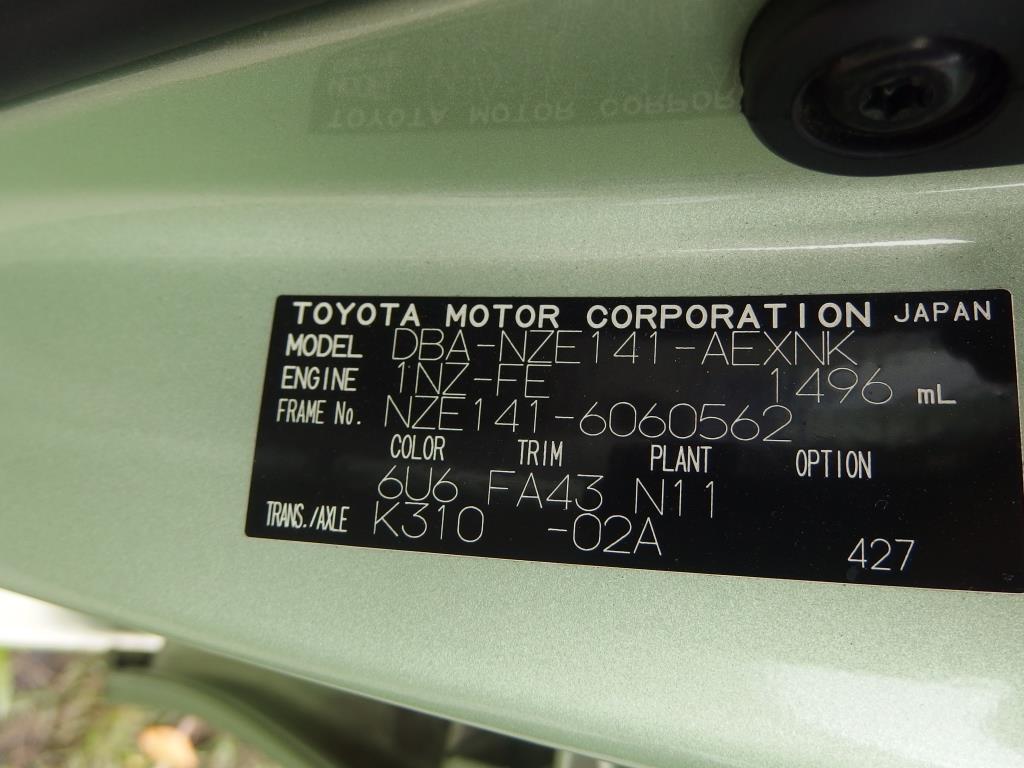 TOYOTA MOTOR CORPORATION JAPAN
MODEL DBA-NZE141-AEXNK
ENGINE 1NZ-FE 1496 mL
FRAME No. NZE141-6060562
COLOR TRIM PLANT OPTION
6U6 FA43 N11
TRANS./AXLE K310 -02A
427